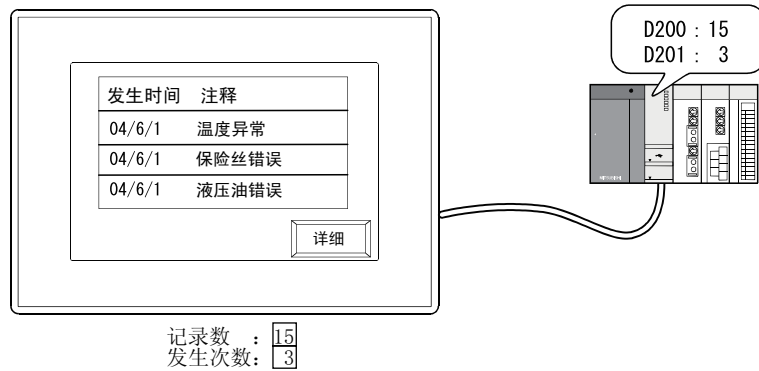 D200 : 15
D201 : 3
发生时间 注释
04/6/1 温度异常
04/6/1 保险丝错误
04/6/1 液压油错误
详细
MITSUBISHI
记录数 : 15
发生次数: 3